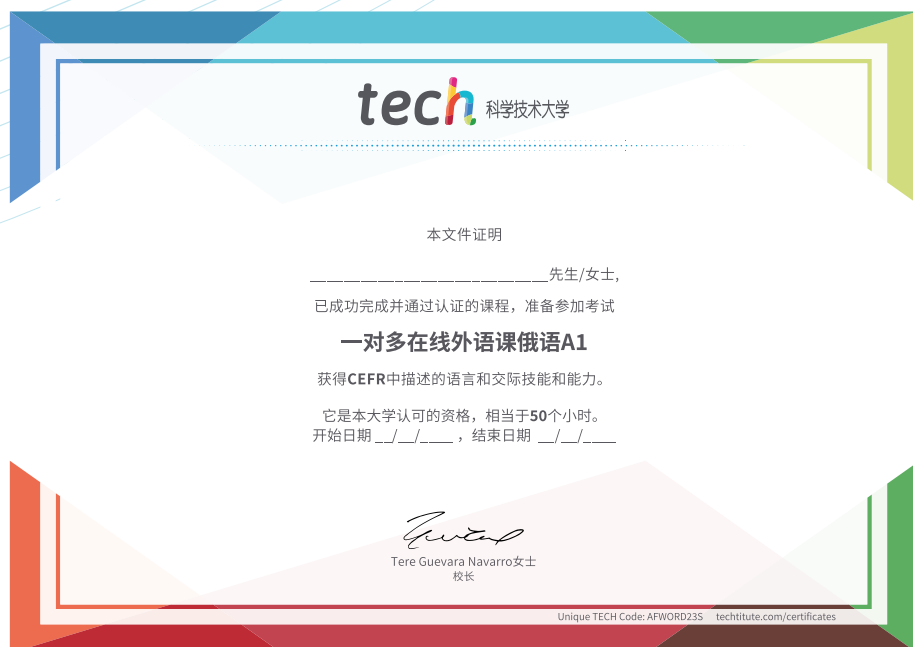 tech 科学技术大学
本文件证明
____________________________先生/女士,
已成功完成并通过认证的课程，准备参加考试
一对多在线外语课俄语A1
获得CEFR中描述的语言和交际技能和能力。
它是本大学认可的资格，相当于50个小时。
开始日期 __/__/____ ，结束日期 __/__/____
Tere Guevara Navarro女士
校长
Unique TECH Code: AFWORD23S techtitute.com/certificates